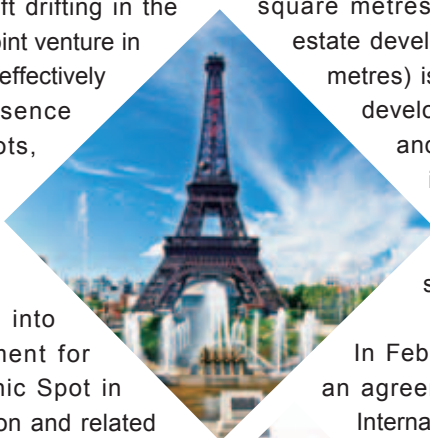 ft drifting in the
oint venture in
effectively
sence
ots,
into
ment for
nic Spot in
on and related
square metres
estate devel
metres) is
develo
and
i
s
In Feb
an agree
Interna